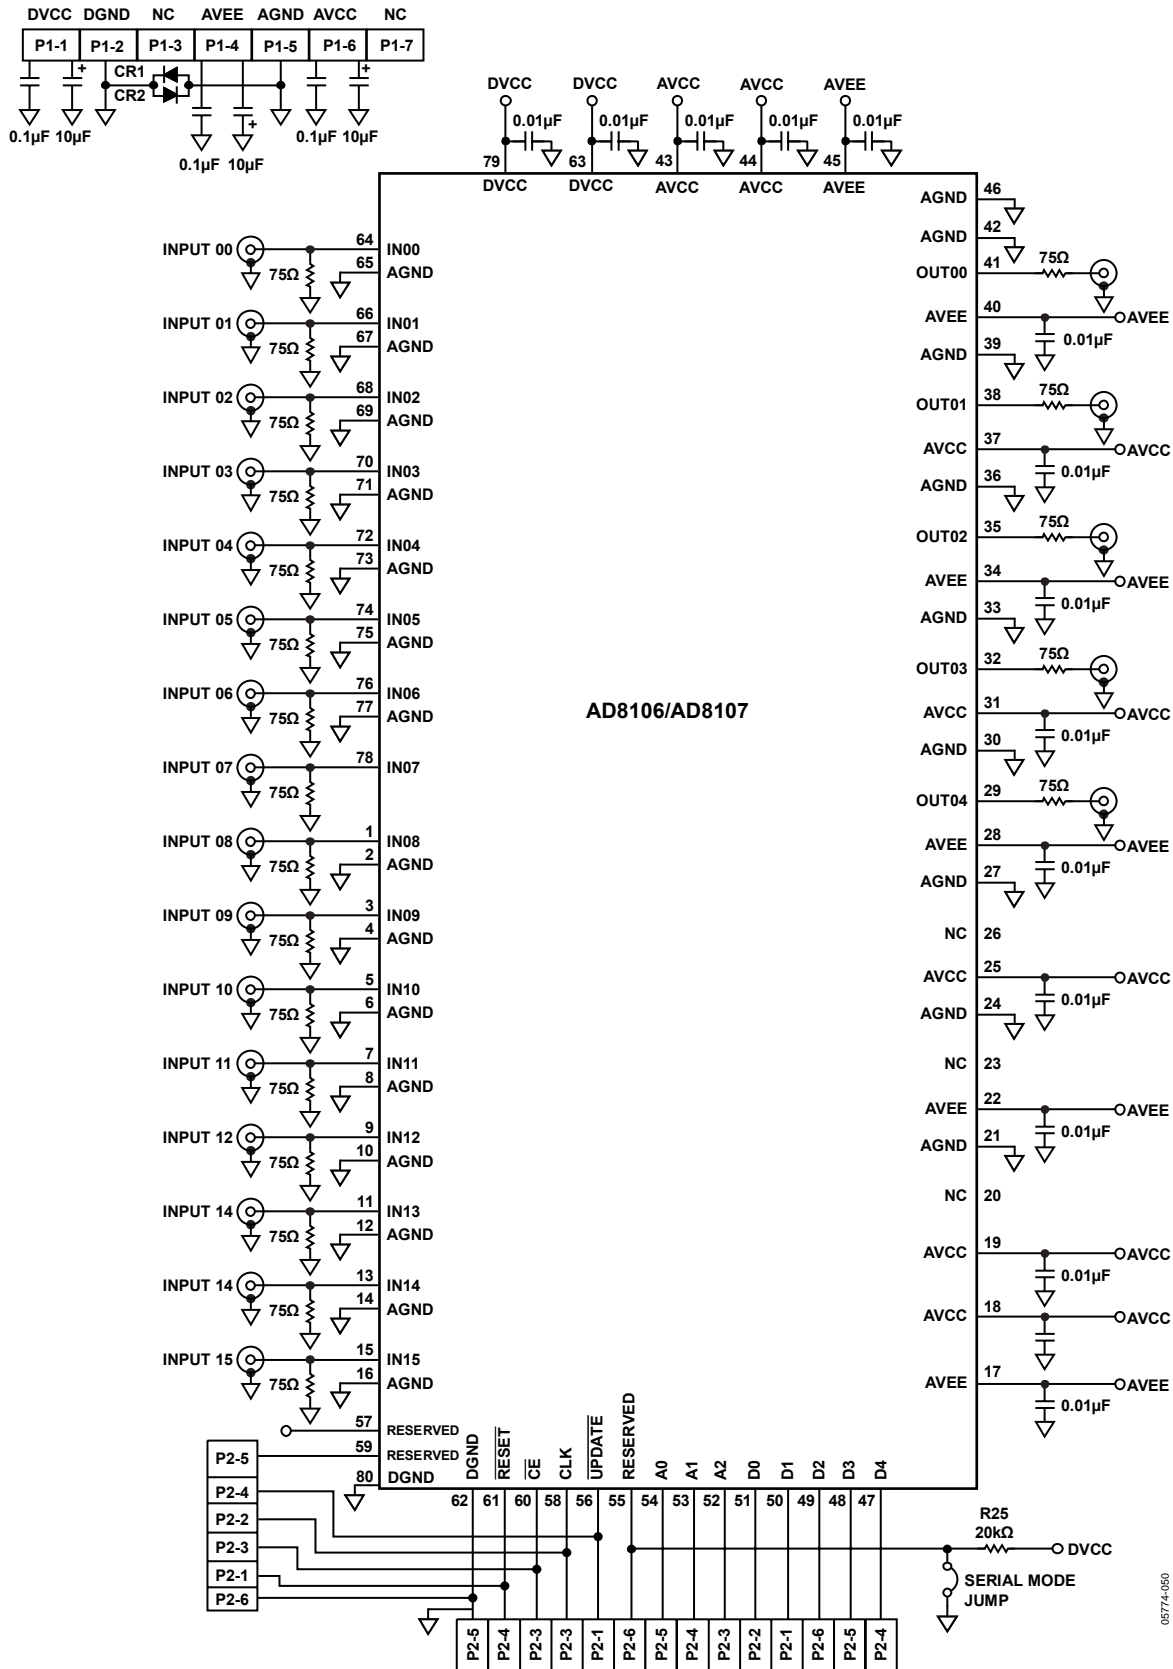 DVCC DGND NC AVEE AGND AVCC NC
P1-1 P1-2 P1-3 P1-4 P1-5 P1-6 P1-7
CR1
CR2
0.1µF 10µF
0.1µF 10µF
0.1µF 10µF
DVCC DVCC AVCC AVCC AVEE
0.01µF 0.01µF 0.01µF 0.01µF 0.01µF
79 63 43 44 45
DVCC DVCC AVCC AVCC AVEE
INPUT 00 64 IN00
75Ω 65 AGND
INPUT 01 66 IN01
75Ω 67 AGND
INPUT 02 68 IN02
75Ω 69 AGND
INPUT 03 70 IN03
75Ω 71 AGND
INPUT 04 72 IN04
75Ω 73 AGND
INPUT 05 74 IN05
75Ω 75 AGND
INPUT 06 76 IN06
75Ω 77 AGND
INPUT 07 78 IN07
75Ω
INPUT 08 1 IN08
75Ω 2 AGND
INPUT 09 3 IN09
75Ω 4 AGND
INPUT 10 5 IN10
75Ω 6 AGND
INPUT 11 7 IN11
75Ω 8 AGND
INPUT 12 9 IN12
75Ω 10 AGND
INPUT 14 11 IN13
75Ω 12 AGND
INPUT 14 13 IN14
75Ω 14 AGND
INPUT 15 15 IN15
75Ω 16 AGND
57 RESERVED
P2-5 59 RESERVED
80 DGND
AD8106/AD8107
AGND 46
AGND 42
OUT00 41 75Ω
AVEE 40 AVEE
0.01µF
AGND 39
OUT01 38 75Ω
AVCC 37 AVCC
0.01µF
AGND 36
OUT02 35 75Ω
AVEE 34 AVEE
0.01µF
AGND 33
OUT03 32 75Ω
AVCC 31 AVCC
0.01µF
AGND 30
OUT04 29 75Ω
AVEE 28 AVEE
0.01µF
AGND 27
NC 26
AVCC 25 AVCC
0.01µF
AGND 24
NC 23
AVEE 22 AVEE
0.01µF
AGND 21
NC 20
AVCC 19 AVCC
0.01µF
AVCC 18 AVCC
AVEE 17 AVEE
0.01µF
DGND RESET CE CLK UPDATE RESERVED A0 A1 A2 D0 D1 D2 D3 D4
62 61 60 58 56 55 54 53 52 51 50 49 48 47
P2-4
P2-2
P2-3
P2-1
P2-6
R25
20kΩ
DVCC
SERIAL MODE
JUMP
P2-5 P2-4 P2-3 P2-3 P2-1 P2-6 P2-5 P2-4 P2-3 P2-2 P2-1 P2-6 P2-5 P2-4
05774-050